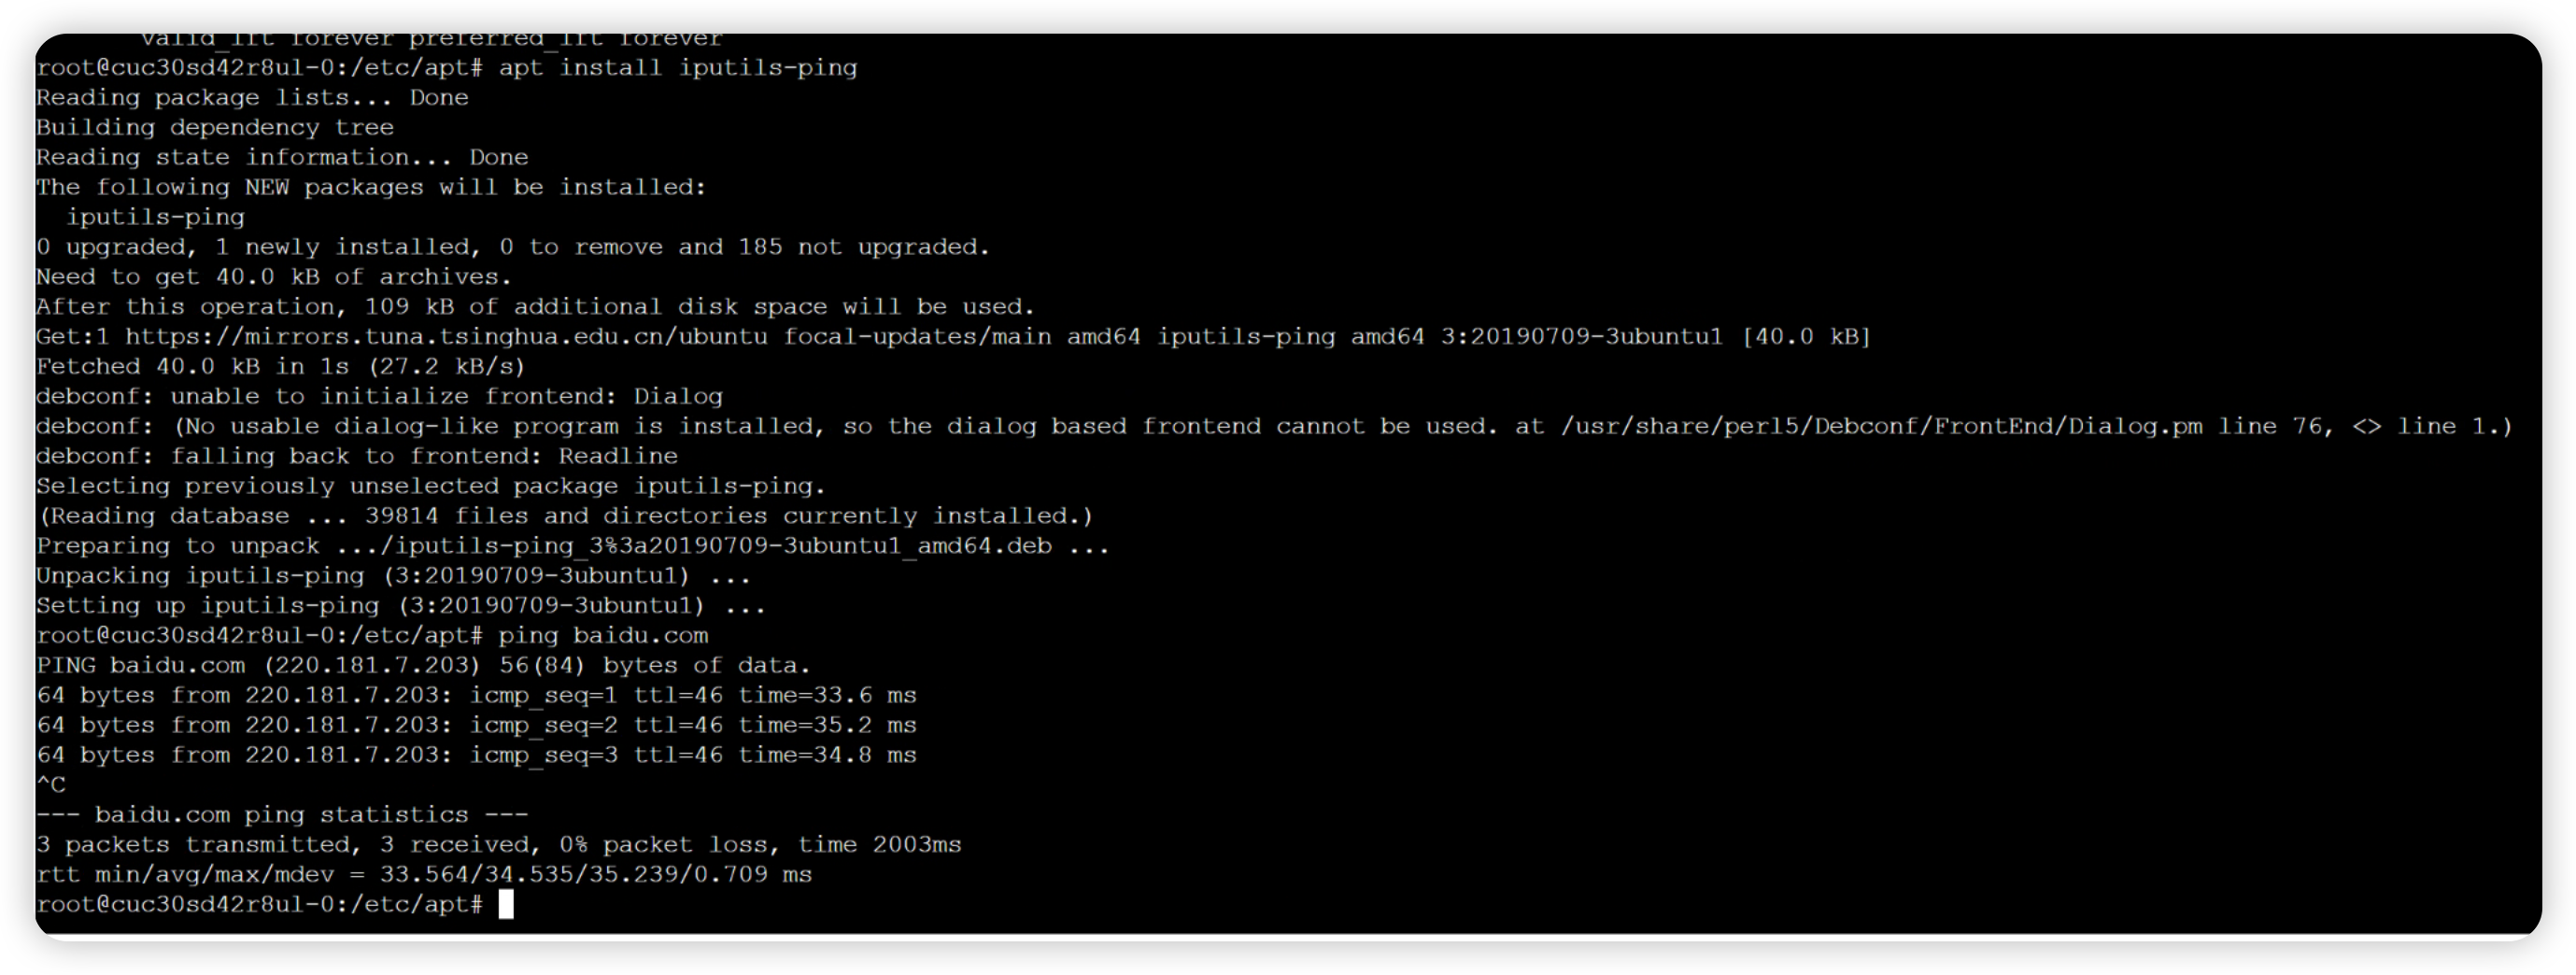 valid_lft forever preferred_lft forever
root@cuc30sd42r8ul-0:/etc/apt# apt install iputils-ping
Reading package lists... Done
Building dependency tree
Reading state information... Done
The following NEW packages will be installed:
  iputils-ping
0 upgraded, 1 newly installed, 0 to remove and 185 not upgraded.
Need to get 40.0 kB of archives.
After this operation, 109 kB of additional disk space will be used.
Get:1 https://mirrors.tuna.tsinghua.edu.cn/ubuntu focal-updates/main amd64 iputils-ping amd64 3:20190709-3ubuntu1 [40.0 kB]
Fetched 40.0 kB in 1s (27.2 kB/s)
debconf: unable to initialize frontend: Dialog
debconf: (No usable dialog-like program is installed, so the dialog based frontend cannot be used. at /usr/share/perl5/Debconf/FrontEnd/Dialog.pm line 76, <> line 1.)
debconf: falling back to frontend: Readline
Selecting previously unselected package iputils-ping.
(Reading database ... 39814 files and directories currently installed.)
Preparing to unpack .../iputils-ping_3%3a20190709-3ubuntu1_amd64.deb ...
Unpacking iputils-ping (3:20190709-3ubuntu1) ...
Setting up iputils-ping (3:20190709-3ubuntu1) ...
root@cuc30sd42r8ul-0:/etc/apt# ping baidu.com
PING baidu.com (220.181.7.203) 56(84) bytes of data.
64 bytes from 220.181.7.203: icmp_seq=1 ttl=46 time=33.6 ms
64 bytes from 220.181.7.203: icmp_seq=2 ttl=46 time=35.2 ms
64 bytes from 220.181.7.203: icmp_seq=3 ttl=46 time=34.8 ms
^C
--- baidu.com ping statistics ---
3 packets transmitted, 3 received, 0% packet loss, time 2003ms
rtt min/avg/max/mdev = 33.564/34.535/35.239/0.709 ms
root@cuc30sd42r8ul-0:/etc/apt#